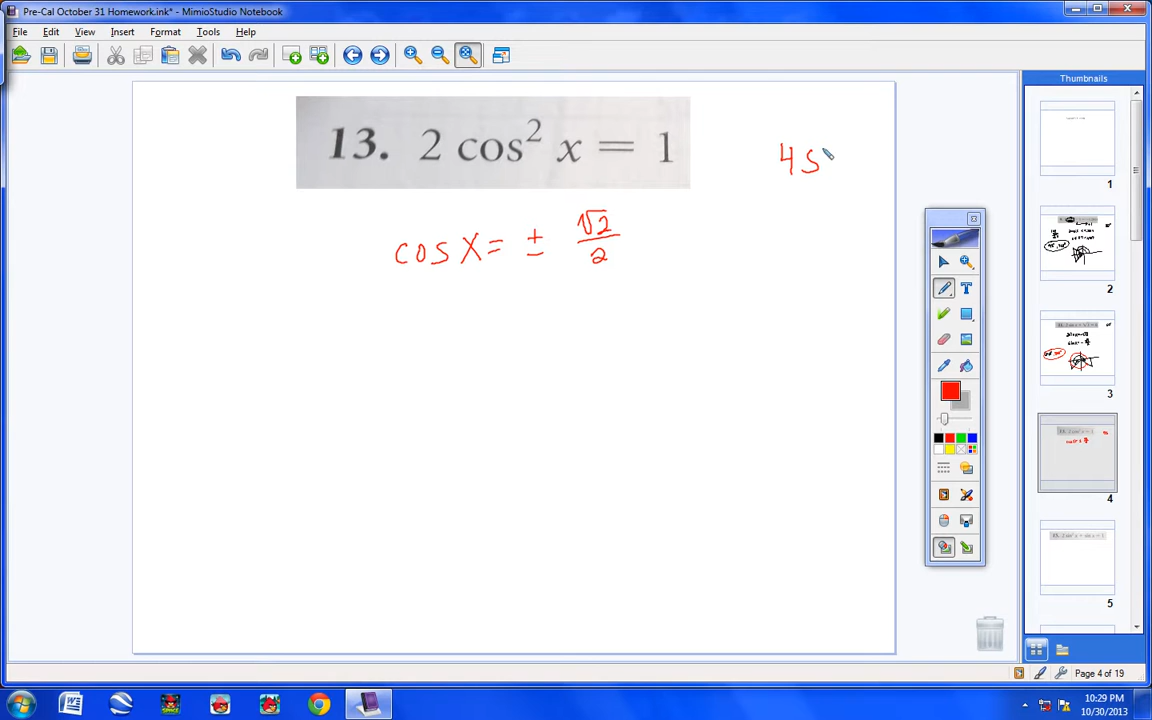 Pre-Cal October 31 Homework.ink* - MimioStudio Notebook
File Edit View Insert Format Tools Help
13. 2 cos² x = 1
45
cos x = ± √2/2
Thumbnails
1
2
3
4
5
Page 4 of 19
10:29 PM
10/30/2013